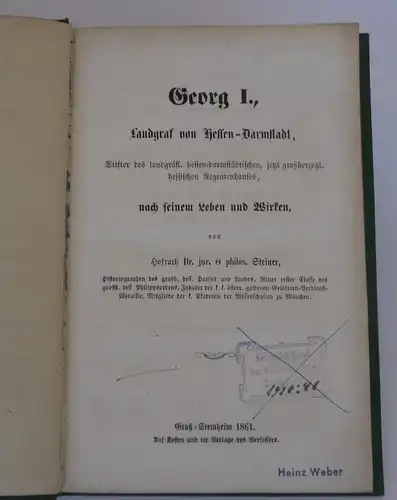 Georg I.,
Landgraf von Hessen-Darmstadt,
Stifter des landgräfl. hessen-darmstädtischen, jetzt großherzogl.
hessischen Regentenhauses,
nach seinem Leben und Wirken,
von
Hofrath Dr. jur. et philos. Steiner,
Historiographen des großh. hess. Hauses und Landes, Ritter erster Classe des
großh. hess. Philippsordens, Inhaber der k. k. österr. goldenen Gelehrten-Verdienst-
Medaille, Mitgliede der k. Akademie der Wissenschaften zu München.
Groß-Steinheim 1861.
Auf Kosten und im Verlage des Verfassers.
Heinz Weber